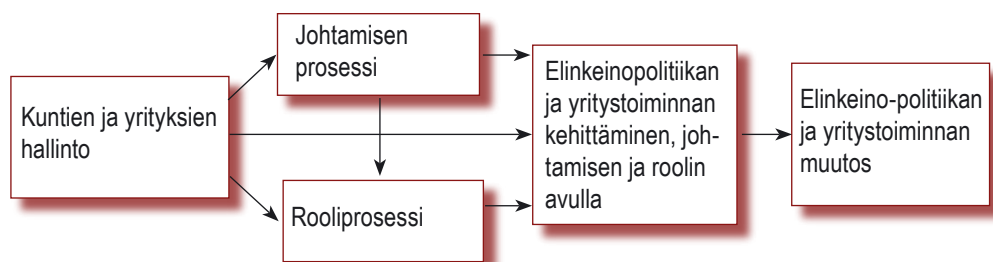 Kuntien ja yrityksien
hallinto
Johtamisen
prosessi
Rooliprosessi
Elinkeinopolitiikan
ja yritystoiminnan
kehittäminen, joh-
tamisen ja roolin
avulla
Elinkeino-politiikan
ja yritystoiminnan
muutos